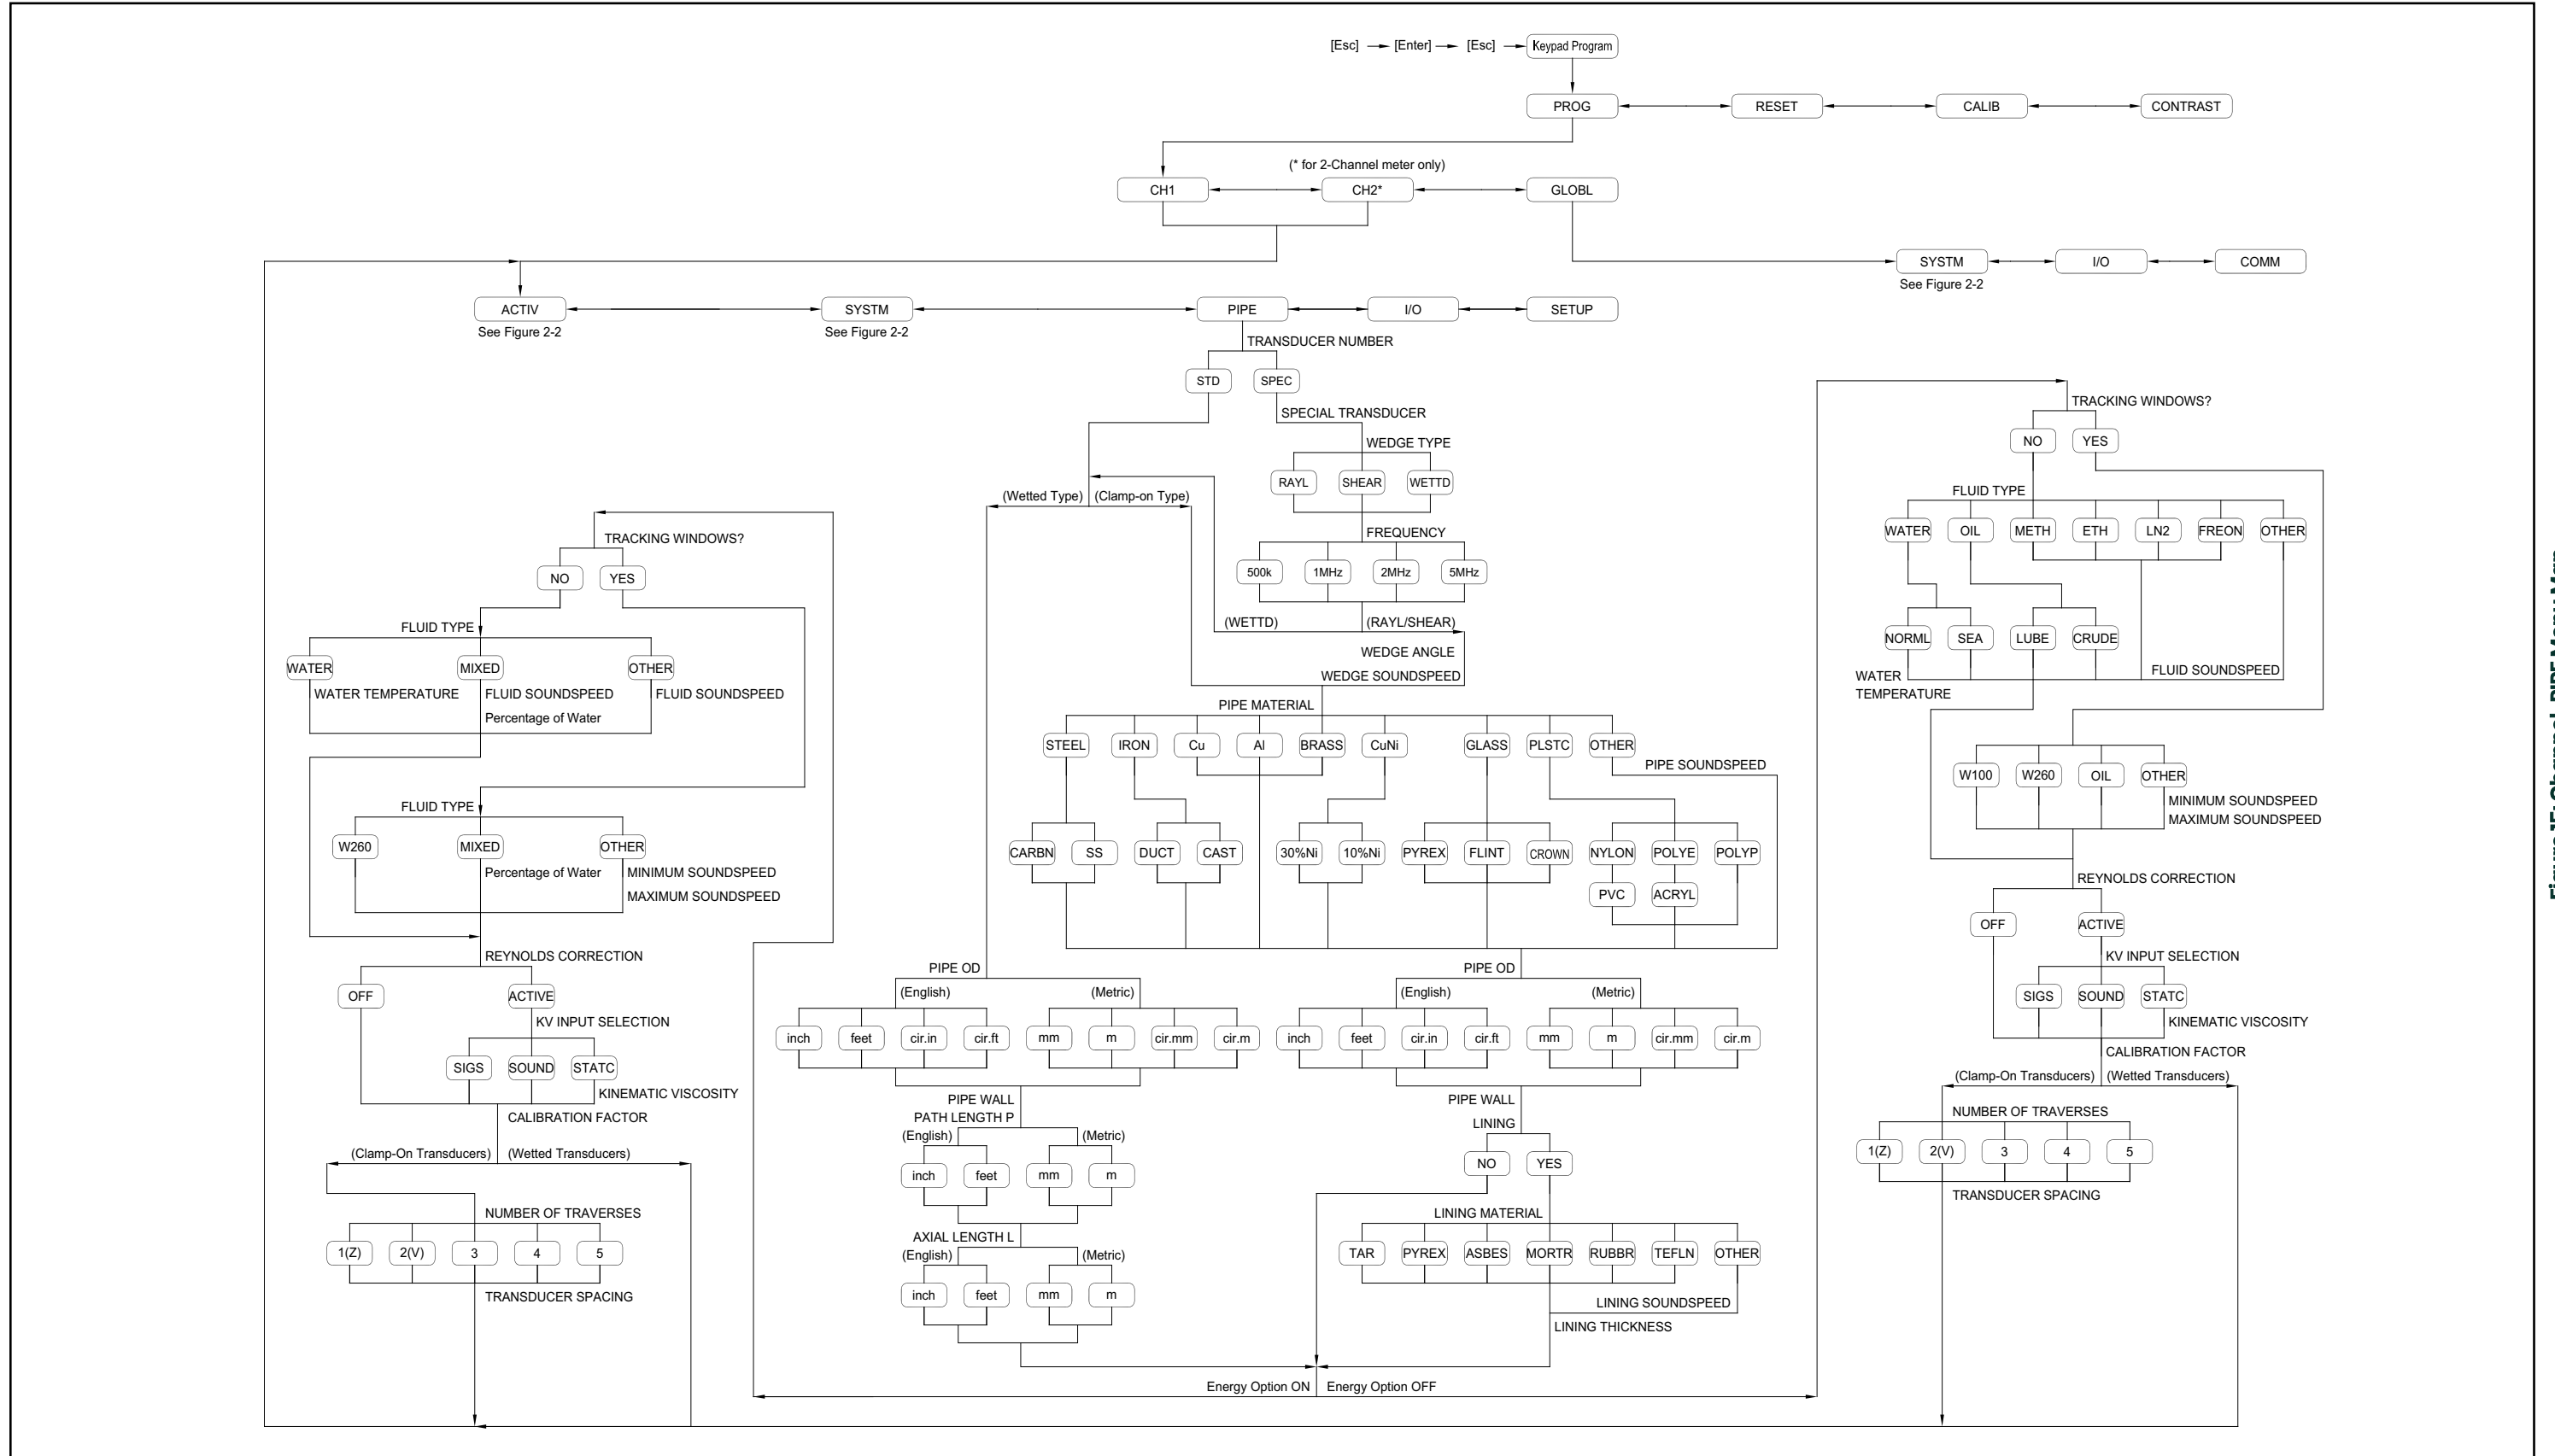 [Esc] [Enter] [Esc] Keypad Program
PROG RESET CALIB CONTRAST
(* for 2-Channel meter only)
CH1 CH2* GLOBL
SYSTM I/O COMM
See Figure 2-2
ACTIV SYSTM PIPE I/O SETUP
See Figure 2-2 See Figure 2-2
TRANSDUCER NUMBER
STD SPEC
SPECIAL TRANSDUCER
WEDGE TYPE
RAYL SHEAR WETTD
(Wetted Type) (Clamp-on Type)
FREQUENCY
500k 1MHz 2MHz 5MHz
(WETTD) (RAYL/SHEAR)
WEDGE ANGLE
WEDGE SOUNDSPEED
PIPE MATERIAL
STEEL IRON Cu Al BRASS CuNi GLASS PLSTC OTHER
PIPE SOUNDSPEED
CARBN SS DUCT CAST 30%Ni 10%Ni PYREX FLINT CROWN NYLON POLYE POLYP
PVC ACRYL
PIPE OD
(English) (Metric)
inch feet cir.in cir.ft mm m cir.mm cir.m
PIPE WALL
PATH LENGTH P
(English) (Metric)
inch feet mm m
AXIAL LENGTH L
(English) (Metric)
inch feet mm m
PIPE OD
(English) (Metric)
inch feet cir.in cir.ft mm m cir.mm cir.m
PIPE WALL
LINING
NO YES
LINING MATERIAL
TAR PYREX ASBES MORTR RUBBR TEFLN OTHER
LINING SOUNDSPEED
LINING THICKNESS
Energy Option ON Energy Option OFF
TRACKING WINDOWS?
NO YES
FLUID TYPE
WATER MIXED OTHER
WATER TEMPERATURE FLUID SOUNDSPEED FLUID SOUNDSPEED
Percentage of Water
FLUID TYPE
W260 MIXED OTHER
Percentage of Water MINIMUM SOUNDSPEED
MAXIMUM SOUNDSPEED
REYNOLDS CORRECTION
OFF ACTIVE
KV INPUT SELECTION
SIGS SOUND STATC
KINEMATIC VISCOSITY
CALIBRATION FACTOR
(Clamp-On Transducers) (Wetted Transducers)
NUMBER OF TRAVERSES
1(Z) 2(V) 3 4 5
TRANSDUCER SPACING
TRACKING WINDOWS?
NO YES
FLUID TYPE
WATER OIL METH ETH LN2 FREON OTHER
NORML SEA LUBE CRUDE
WATER FLUID SOUNDSPEED
TEMPERATURE
W100 W260 OIL OTHER
MINIMUM SOUNDSPEED
MAXIMUM SOUNDSPEED
REYNOLDS CORRECTION
OFF ACTIVE
KV INPUT SELECTION
SIGS SOUND STATC
KINEMATIC VISCOSITY
CALIBRATION FACTOR
(Clamp-On Transducers) (Wetted Transducers)
NUMBER OF TRAVERSES
1(Z) 2(V) 3 4 5
TRANSDUCER SPACING